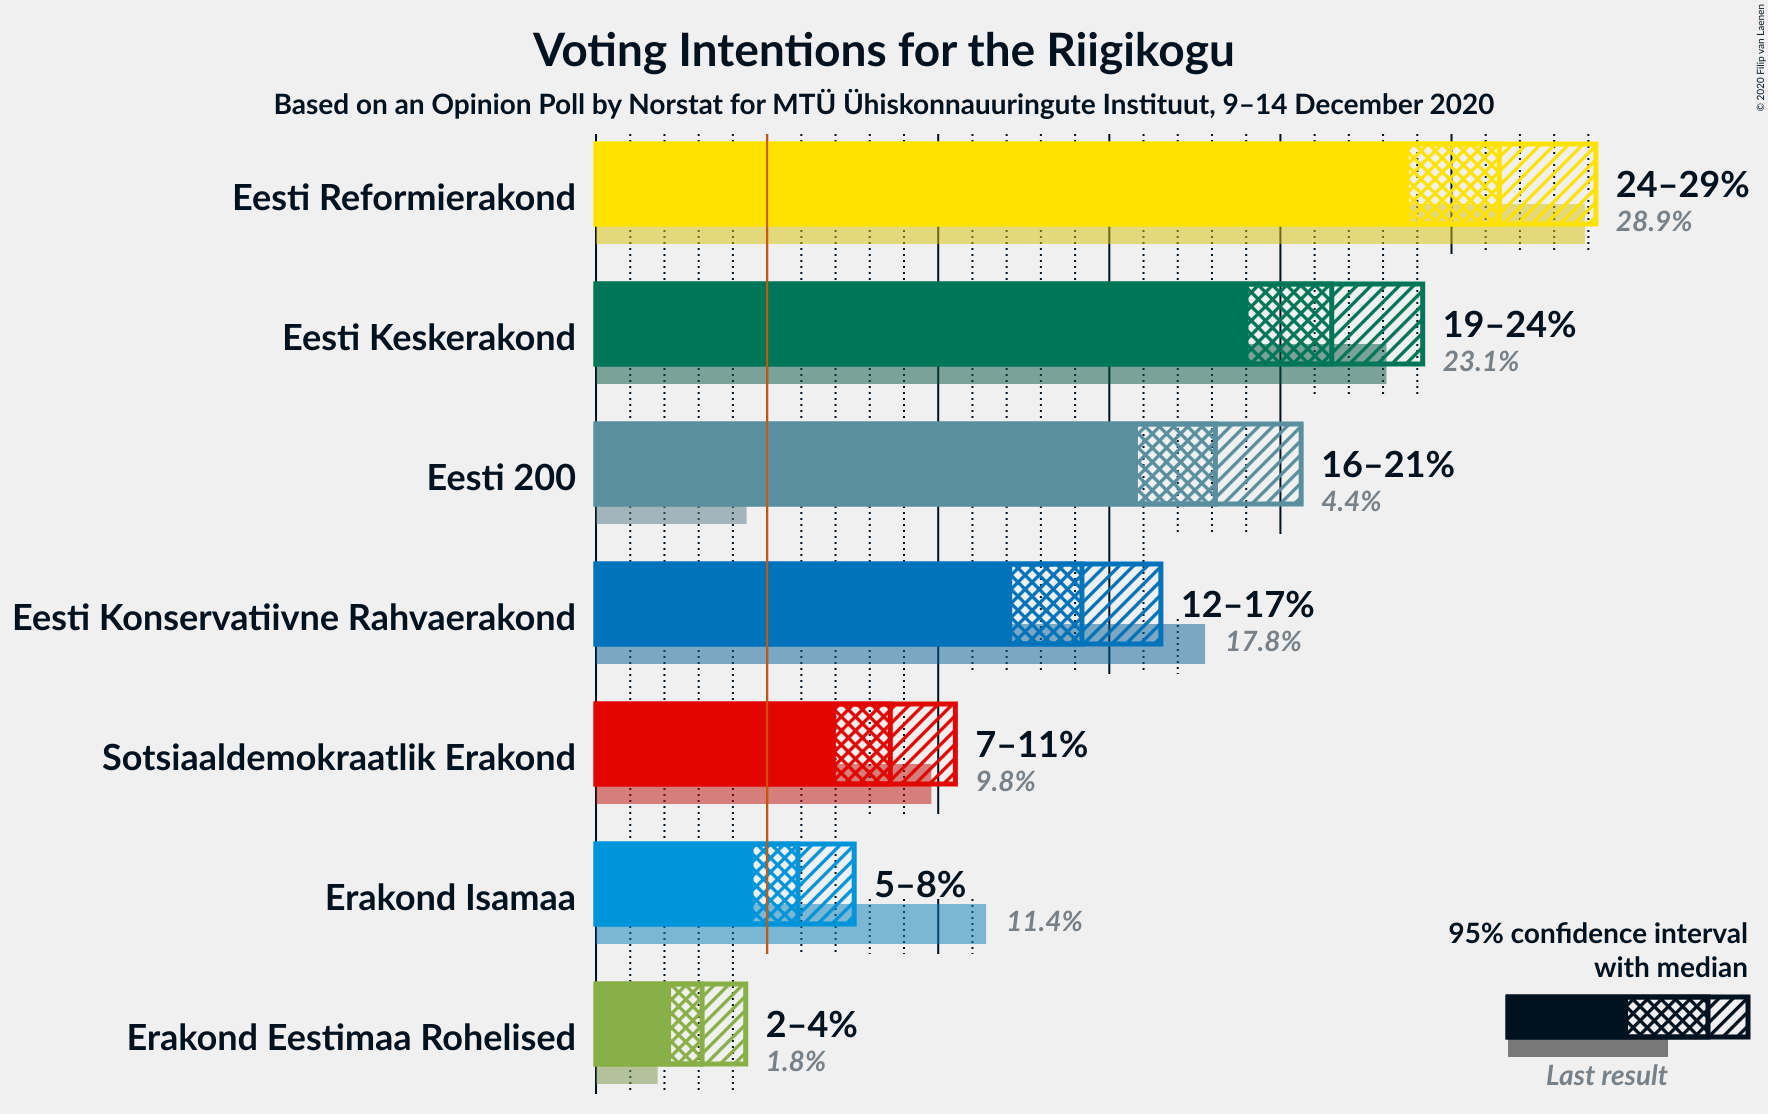 Voting Intentions for the Riigikogu
Based on an Opinion Poll by Norstat for MTÜ Ühiskonnauuringute Instituut, 9–14 December 2020
© 2020 Filip van Laenen
Eesti Reformierakond
24–29%
28.9%
Eesti Keskerakond
19–24%
23.1%
Eesti 200
16–21%
4.4%
Eesti Konservatiivne Rahvaerakond
12–17%
17.8%
Sotsiaaldemokraatlik Erakond
7–11%
9.8%
Erakond Isamaa
5–8%
11.4%
Erakond Eestimaa Rohelised
2–4%
1.8%
95% confidence interval
with median
Last result